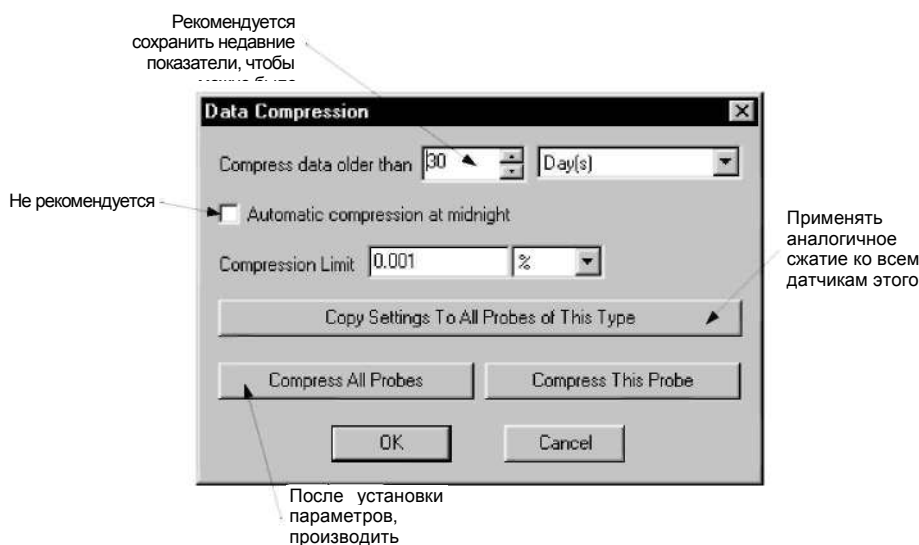 Рекомендуется
сохранить недавние
показатели, чтобы
Data Compression
Compress data older than 30 Day(s)
Не рекомендуется
Automatic compression at midnight
Применять
аналогичное
сжатие ко всем
датчикам этого
Compression Limit 0.001 %
Copy Settings To All Probes of This Type
Compress All Probes Compress This Probe
OK Cancel
После установки
параметров,
производить